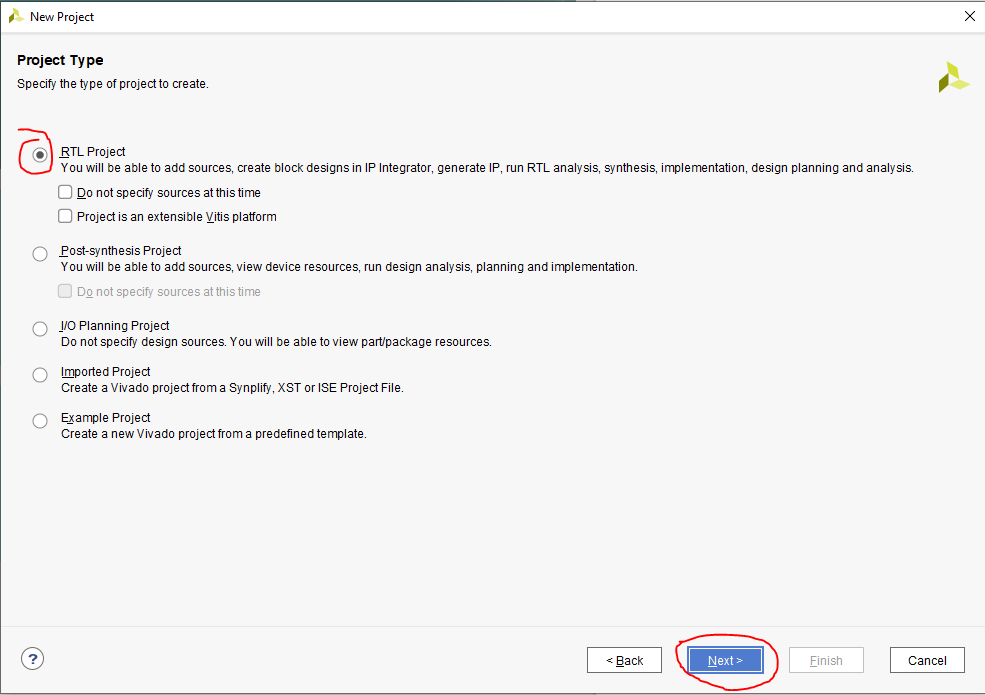 New Project
Project Type
Specify the type of project to create.
RTL Project
You will be able to add sources, create block designs in IP Integrator, generate IP, run RTL analysis, synthesis, implementation, design planning and analysis.
Do not specify sources at this time
Project is an extensible Vitis platform
Post-synthesis Project
You will be able to add sources, view device resources, run design analysis, planning and implementation.
Do not specify sources at this time
I/O Planning Project
Do not specify design sources. You will be able to view part/package resources.
Imported Project
Create a Vivado project from a Synplify, XST or ISE Project File.
Example Project
Create a new Vivado project from a predefined template.
? < Back Next > Finish Cancel